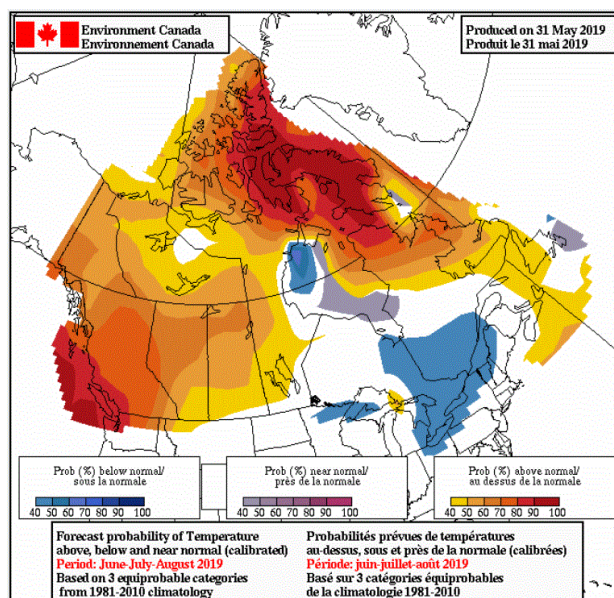 Environment Canada
Environnement Canada
Produced on 31 May 2019
Produit le 31 mai 2019
Prob (%) below normal/
sous la normale
40 50 60 70 80 90 100
Prob (%) near normal/
près de la normale
40 50 60 70 80 90 100
Prob (%) above normal/
au dessus de la normale
40 50 60 70 80 90 100
Forecast probability of Temperature
above, below and near normal (calibrated)
Period: June-July-August 2019
Based on 3 equiprobable categories
from 1981-2010 climatology
Probabilités prévues de températures
au-dessus, sous et près de la normale (calibrées)
Période: juin-juillet-août 2019
Basé sur 3 catégories équiprobables
de la climatologie 1981-2010